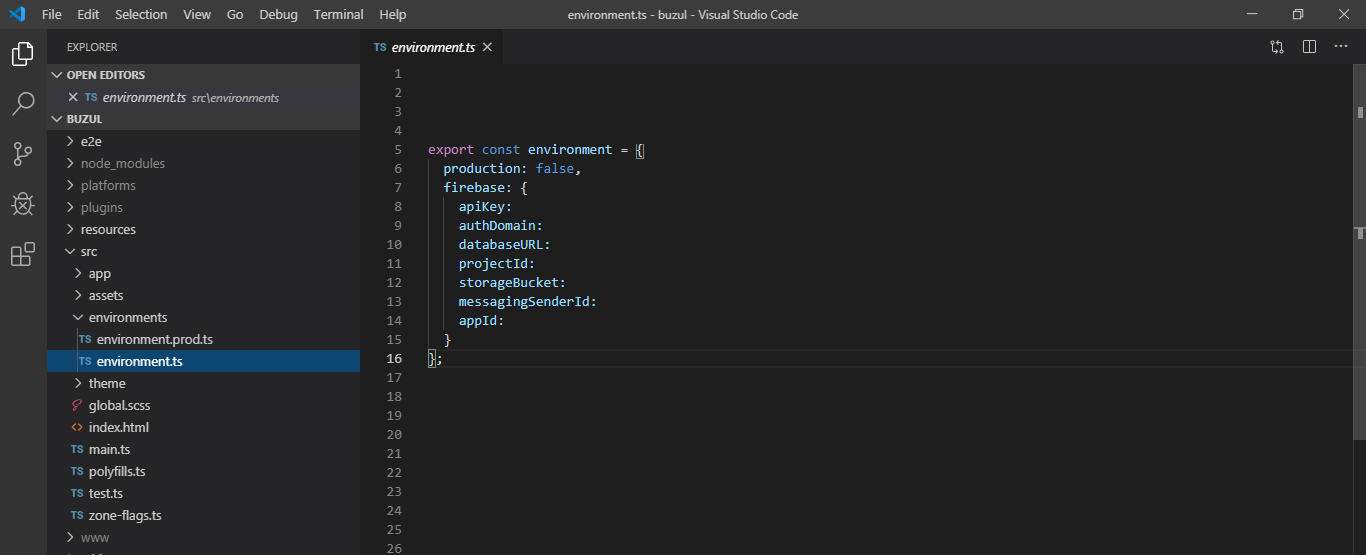 File Edit Selection View Go Debug Terminal Help environment.ts - buzul - Visual Studio Code
EXPLORER
OPEN EDITORS
TS environment.ts src\environments
BUZUL
e2e
node_modules
platforms
plugins
resources
src
app
assets
environments
TS environment.prod.ts
TS environment.ts
theme
global.scss
index.html
TS main.ts
TS polyfills.ts
TS test.ts
TS zone-flags.ts
www
TS environment.ts
1
2
3
4
5 export const environment = {
6 production: false,
7 firebase: {
8 apiKey:
9 authDomain:
10 databaseURL:
11 projectId:
12 storageBucket:
13 messagingSenderId:
14 appId:
15 }
16 };
17
18
19
20
21
22
23
24
25
26